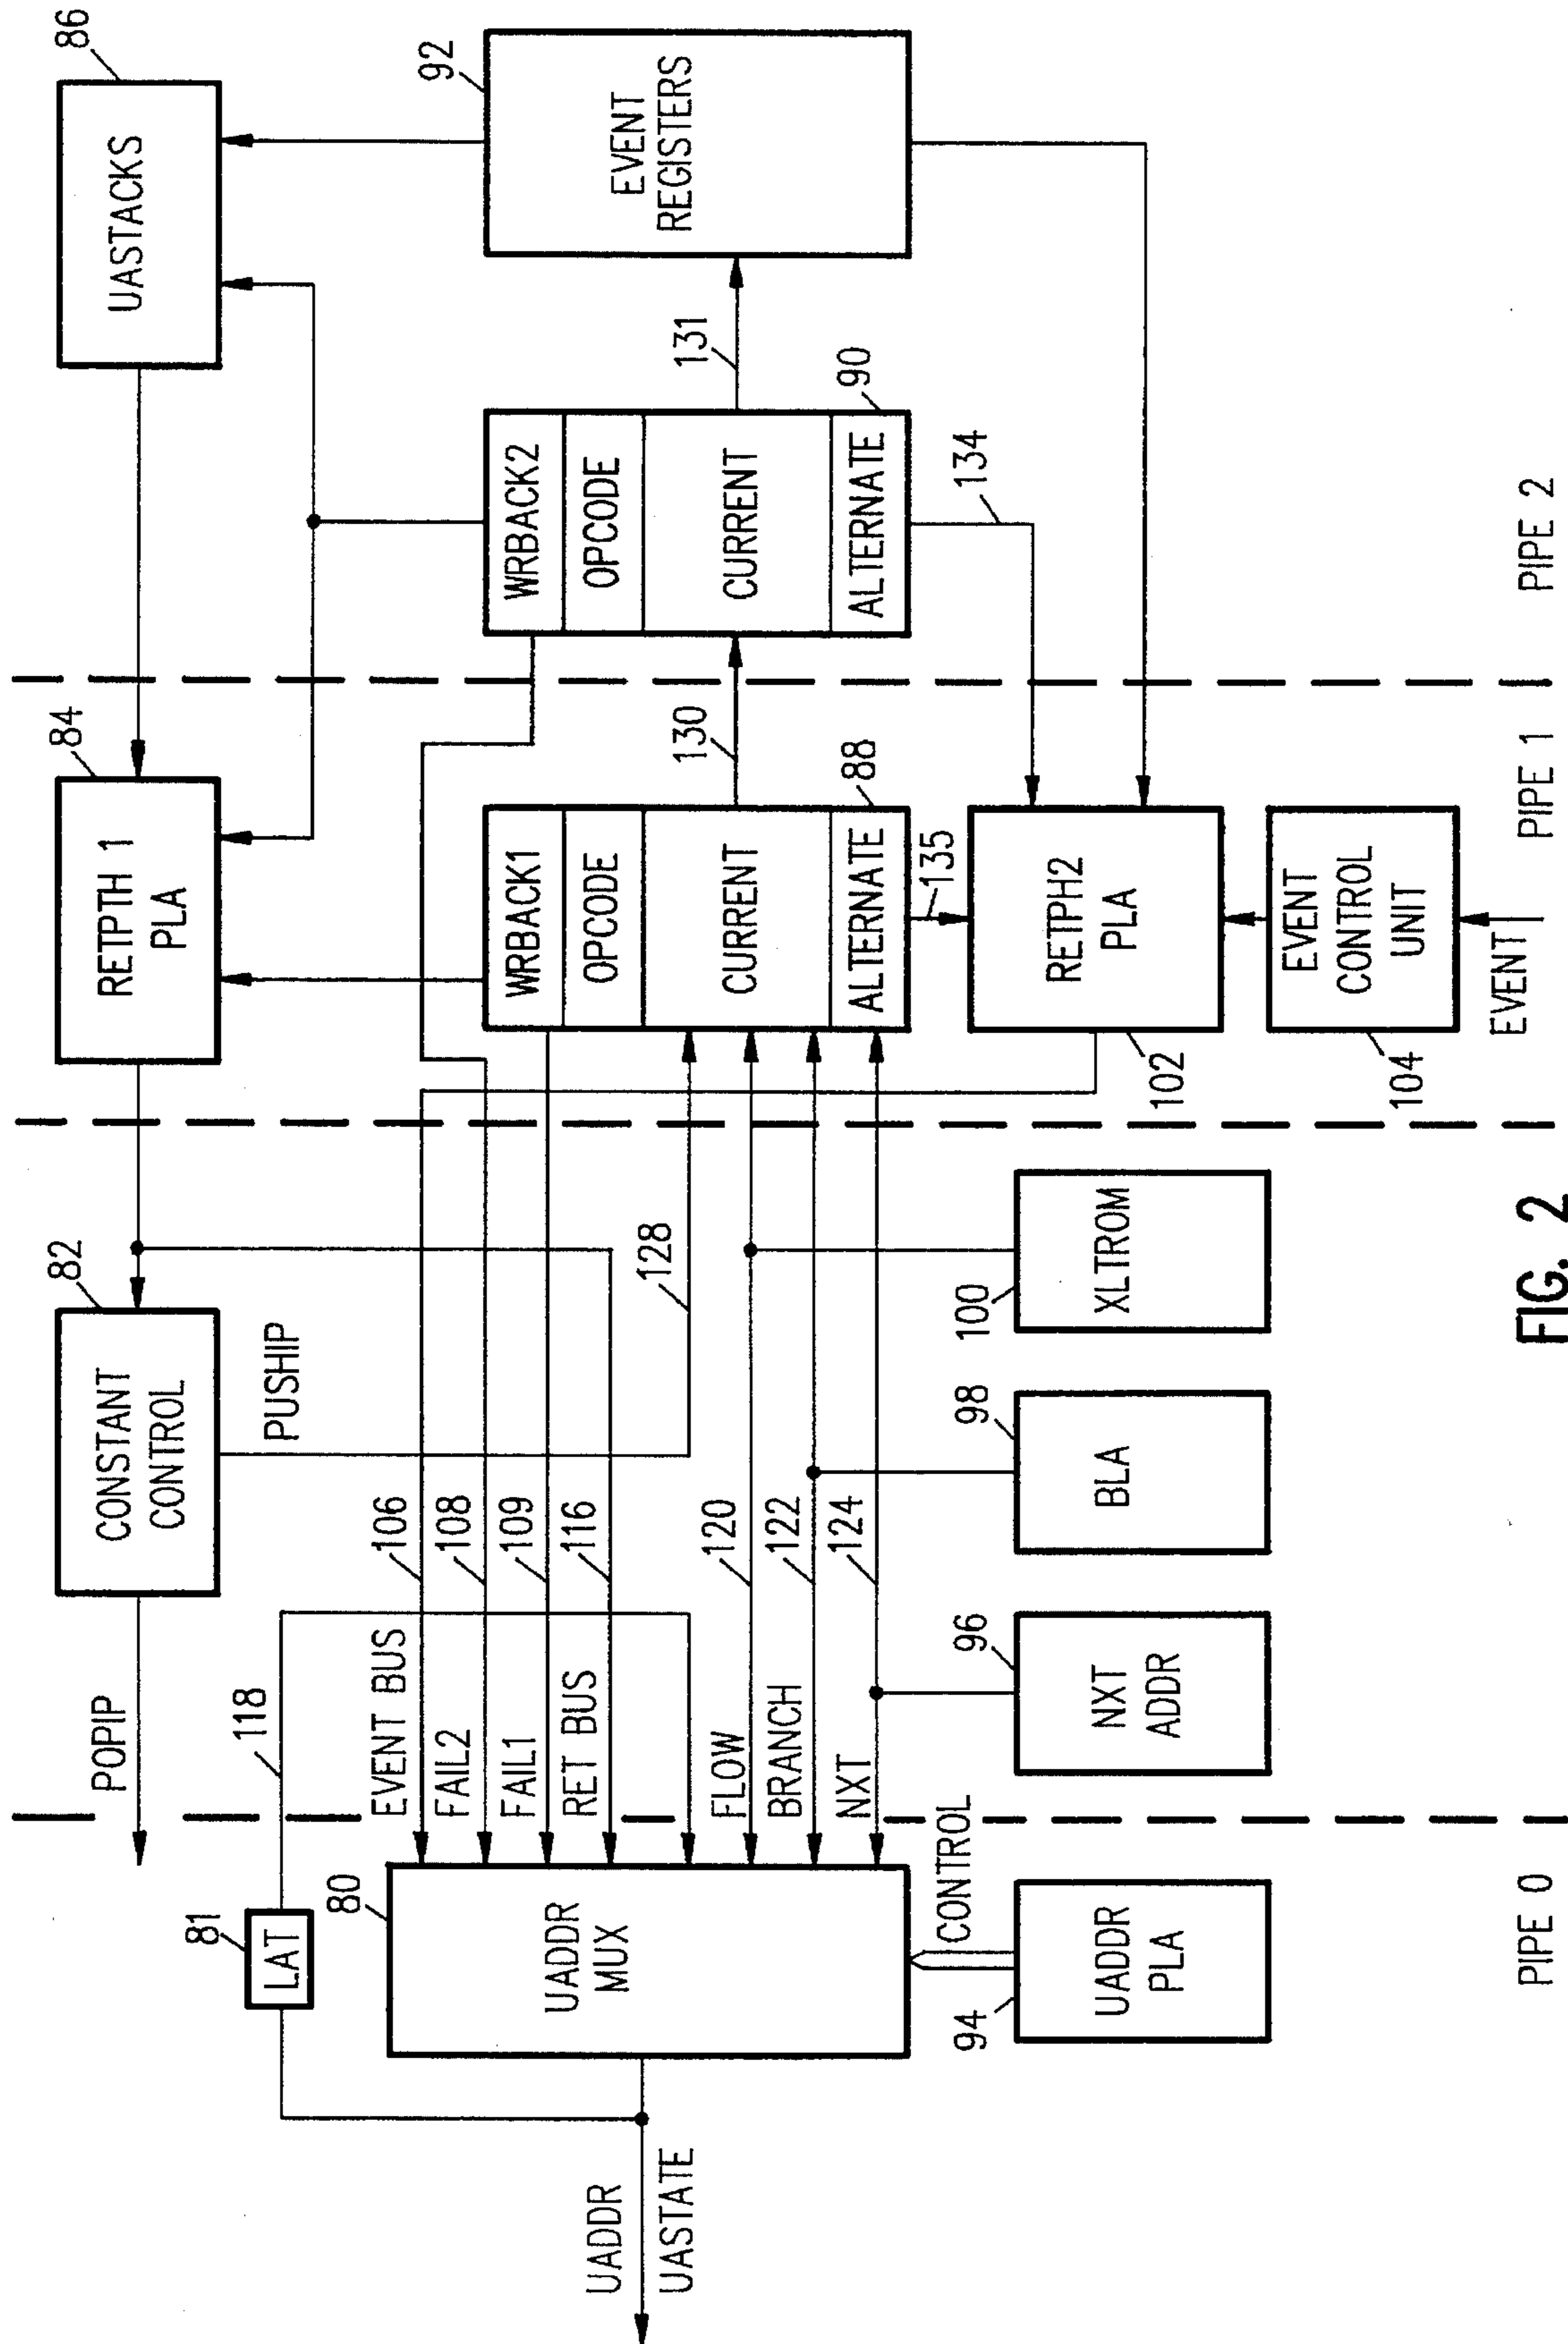 86
UASTACKS
92
EVENT
REGISTERS
131
WRBACK2
OPCODE
CURRENT
ALTERNATE
90
134
PIPE 2
84
RETPTH 1
PLA
130
WRBACK1
OPCODE
CURRENT
ALTERNATE
88
135
RETPH2
PLA
102
EVENT
CONTROL
UNIT
104
EVENT
PIPE 1
82
CONSTANT
CONTROL
PUSHIP
POPIP
128
106
108
109
116
120
122
124
118
EVENT BUS
FAIL2
FAIL1
RET BUS
FLOW
BRANCH
NXT
XLTROM
100
BLA
98
NXT
ADDR
96
81
LAT
80
UADDR
MUX
CONTROL
UADDR
PLA
94
UADDR
UASTATE
PIPE 0
FIG. 2